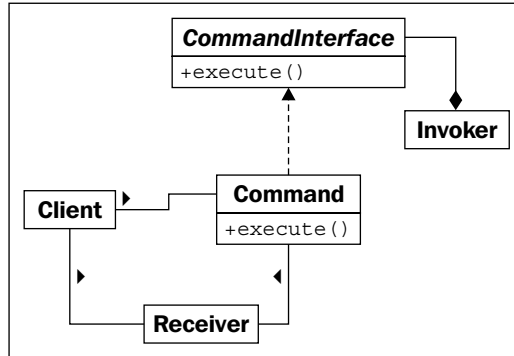 CommandInterface
+execute()
Invoker
Command
+execute()
Client
Receiver